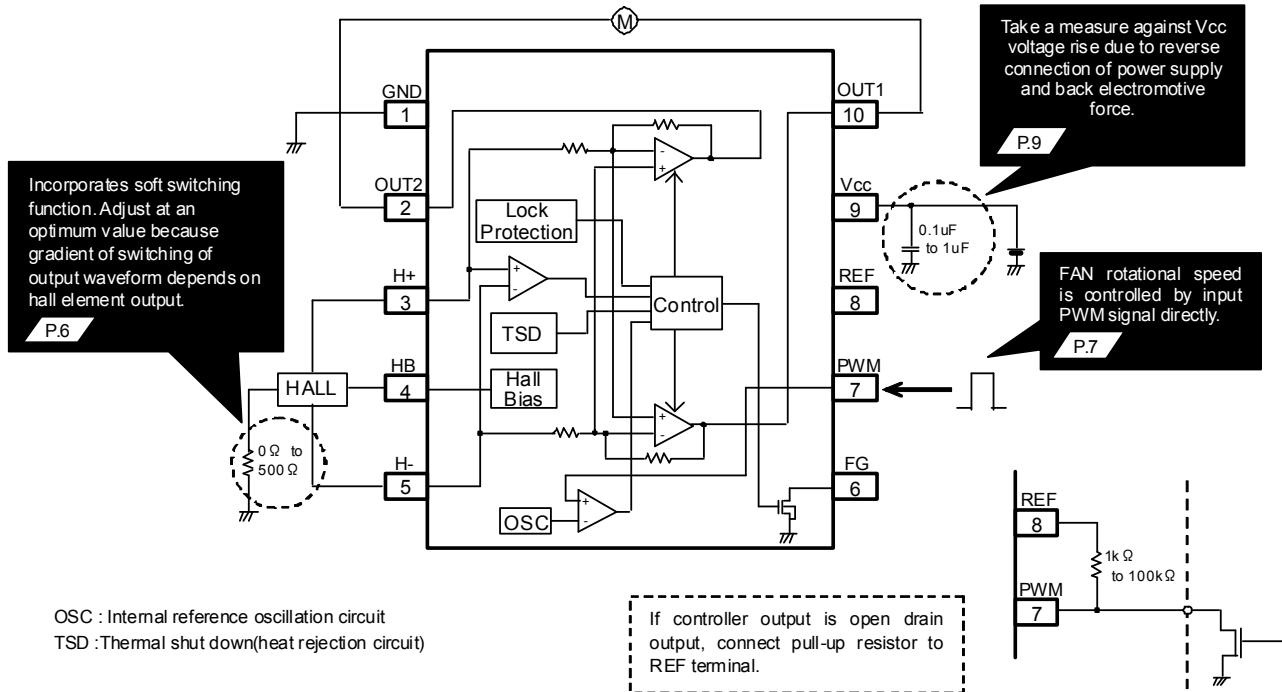 M
Take a measure against Vcc
voltage rise due to reverse
connection of power supply
and back electromotive
force.
P.9
GND
1
OUT1
10
Incorporates soft switching
function. Adjust at an
optimum value because
gradient of switching of
output waveform depends on
hall element output.
P.6
OUT2
2
Vcc
9
0.1uF
to 1uF
Lock
Protection
-
+
H+
3
+
-
REF
8
Control
TSD
FAN rotational speed
is controlled by input
PWM signal directly.
P.7
HALL
HB
4
Hall
Bias
PWM
7
+
-
0Ω to
500Ω
H-
5
FG
6
OSC
+
-
REF
8
1kΩ
to 100kΩ
PWM
7
OSC : Internal reference oscillation circuit
TSD :Thermal shut down(heat rejection circuit)
If controller output is open drain
output, connect pull-up resistor to
REF terminal.